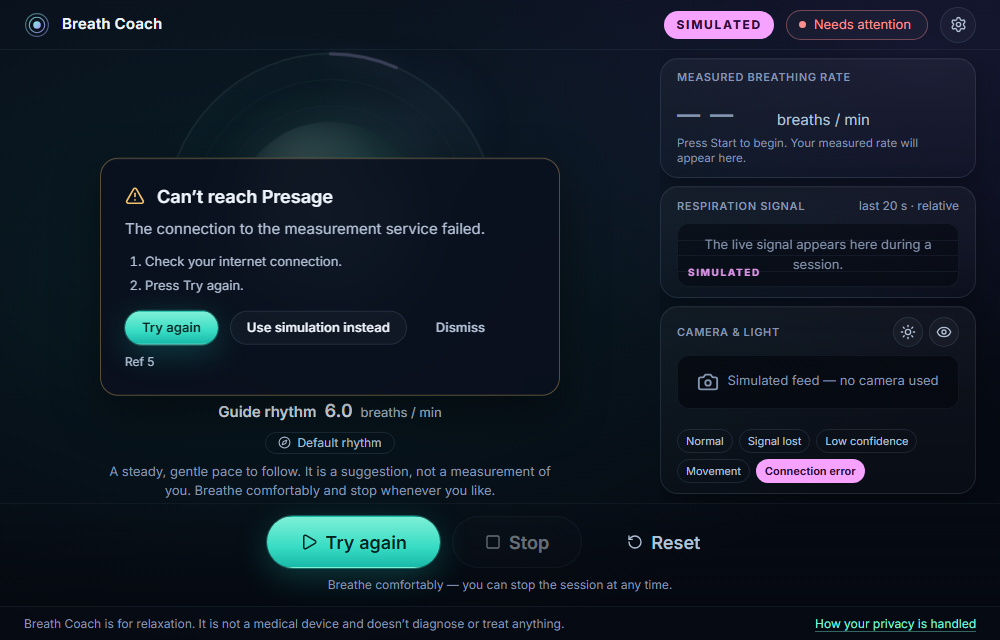 Breath Coach
SIMULATED
Needs attention
MEASURED BREATHING RATE
— —
breaths / min
Press Start to begin. Your measured rate will
appear here.
Can’t reach Presage
The connection to the measurement service failed.
1. Check your internet connection.
2. Press Try again.
Try again
Use simulation instead
Dismiss
Ref 5
RESPIRATION SIGNAL
last 20 s · relative
The live signal appears here during a
session.
SIMULATED
CAMERA & LIGHT
Simulated feed — no camera used
Normal
Signal lost
Low confidence
Movement
Connection error
Guide rhythm 6.0 breaths / min
Default rhythm
A steady, gentle pace to follow. It is a suggestion, not a measurement of
you. Breathe comfortably and stop whenever you like.
Try again
Stop
Reset
Breathe comfortably — you can stop the session at any time.
Breath Coach is for relaxation. It is not a medical device and doesn’t diagnose or treat anything.
How your privacy is handled